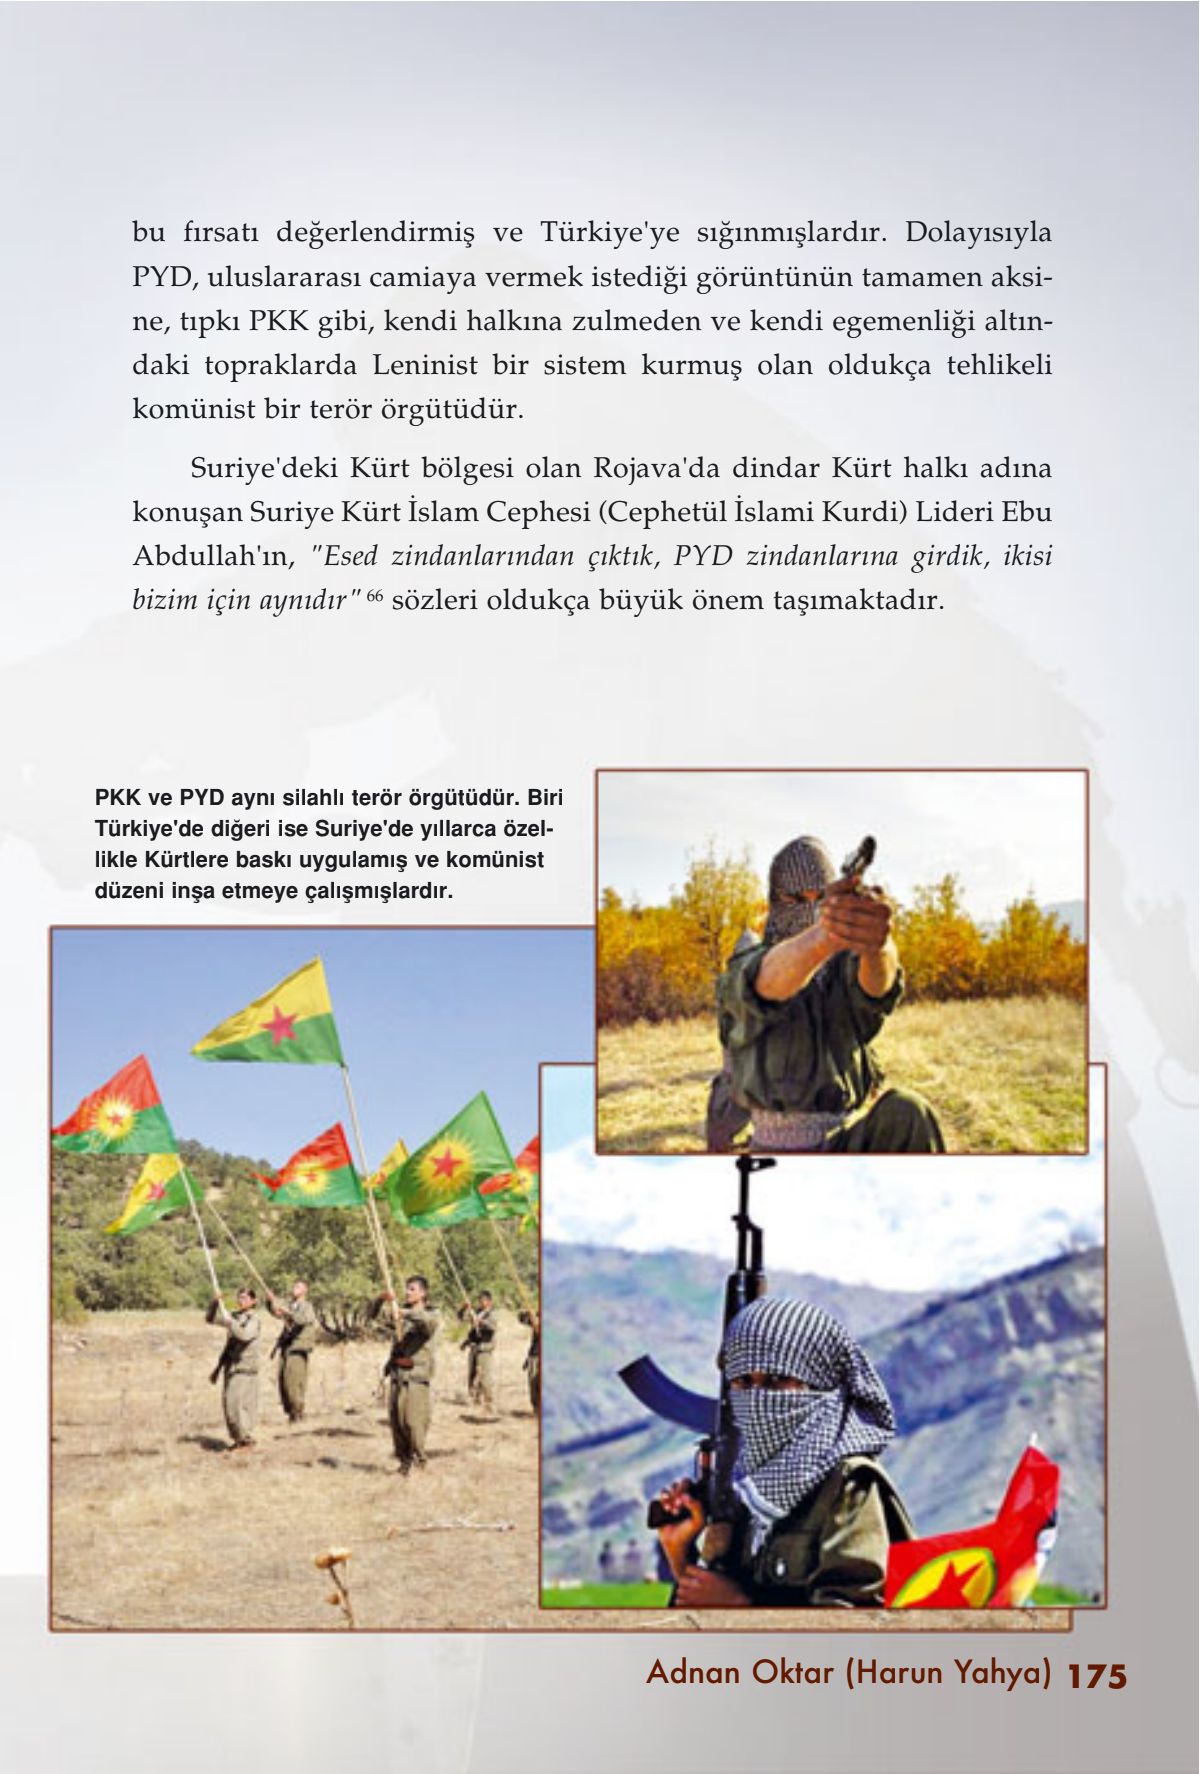 bu fırsatı değerlendirmiş ve Türkiye'ye sığınmışlardır. Dolayısıyla
PYD, uluslararası camiaya vermek istediği görüntünün tamamen aksi-
ne, tıpkı PKK gibi, kendi halkına zulmeden ve kendi egemenliği altın-
daki topraklarda Leninist bir sistem kurmuş olan oldukça tehlikeli
komünist bir terör örgütüdür.
Suriye'deki Kürt bölgesi olan Rojava'da dindar Kürt halkı adına
konuşan Suriye Kürt İslam Cephesi (Cephetül İslami Kurdi) Lideri Ebu
Abdullah'ın, "Esed zindanlarından çıktık, PYD zindanlarına girdik, ikisi
bizim için aynıdır" 66 sözleri oldukça büyük önem taşımaktadır.
PKK ve PYD aynı silahlı terör örgütüdür. Biri
Türkiye'de diğeri ise Suriye'de yıllarca özel-
likle Kürtlere baskı uygulamış ve komünist
düzeni inşa etmeye çalışmışlardır.
Adnan Oktar (Harun Yahya) 175